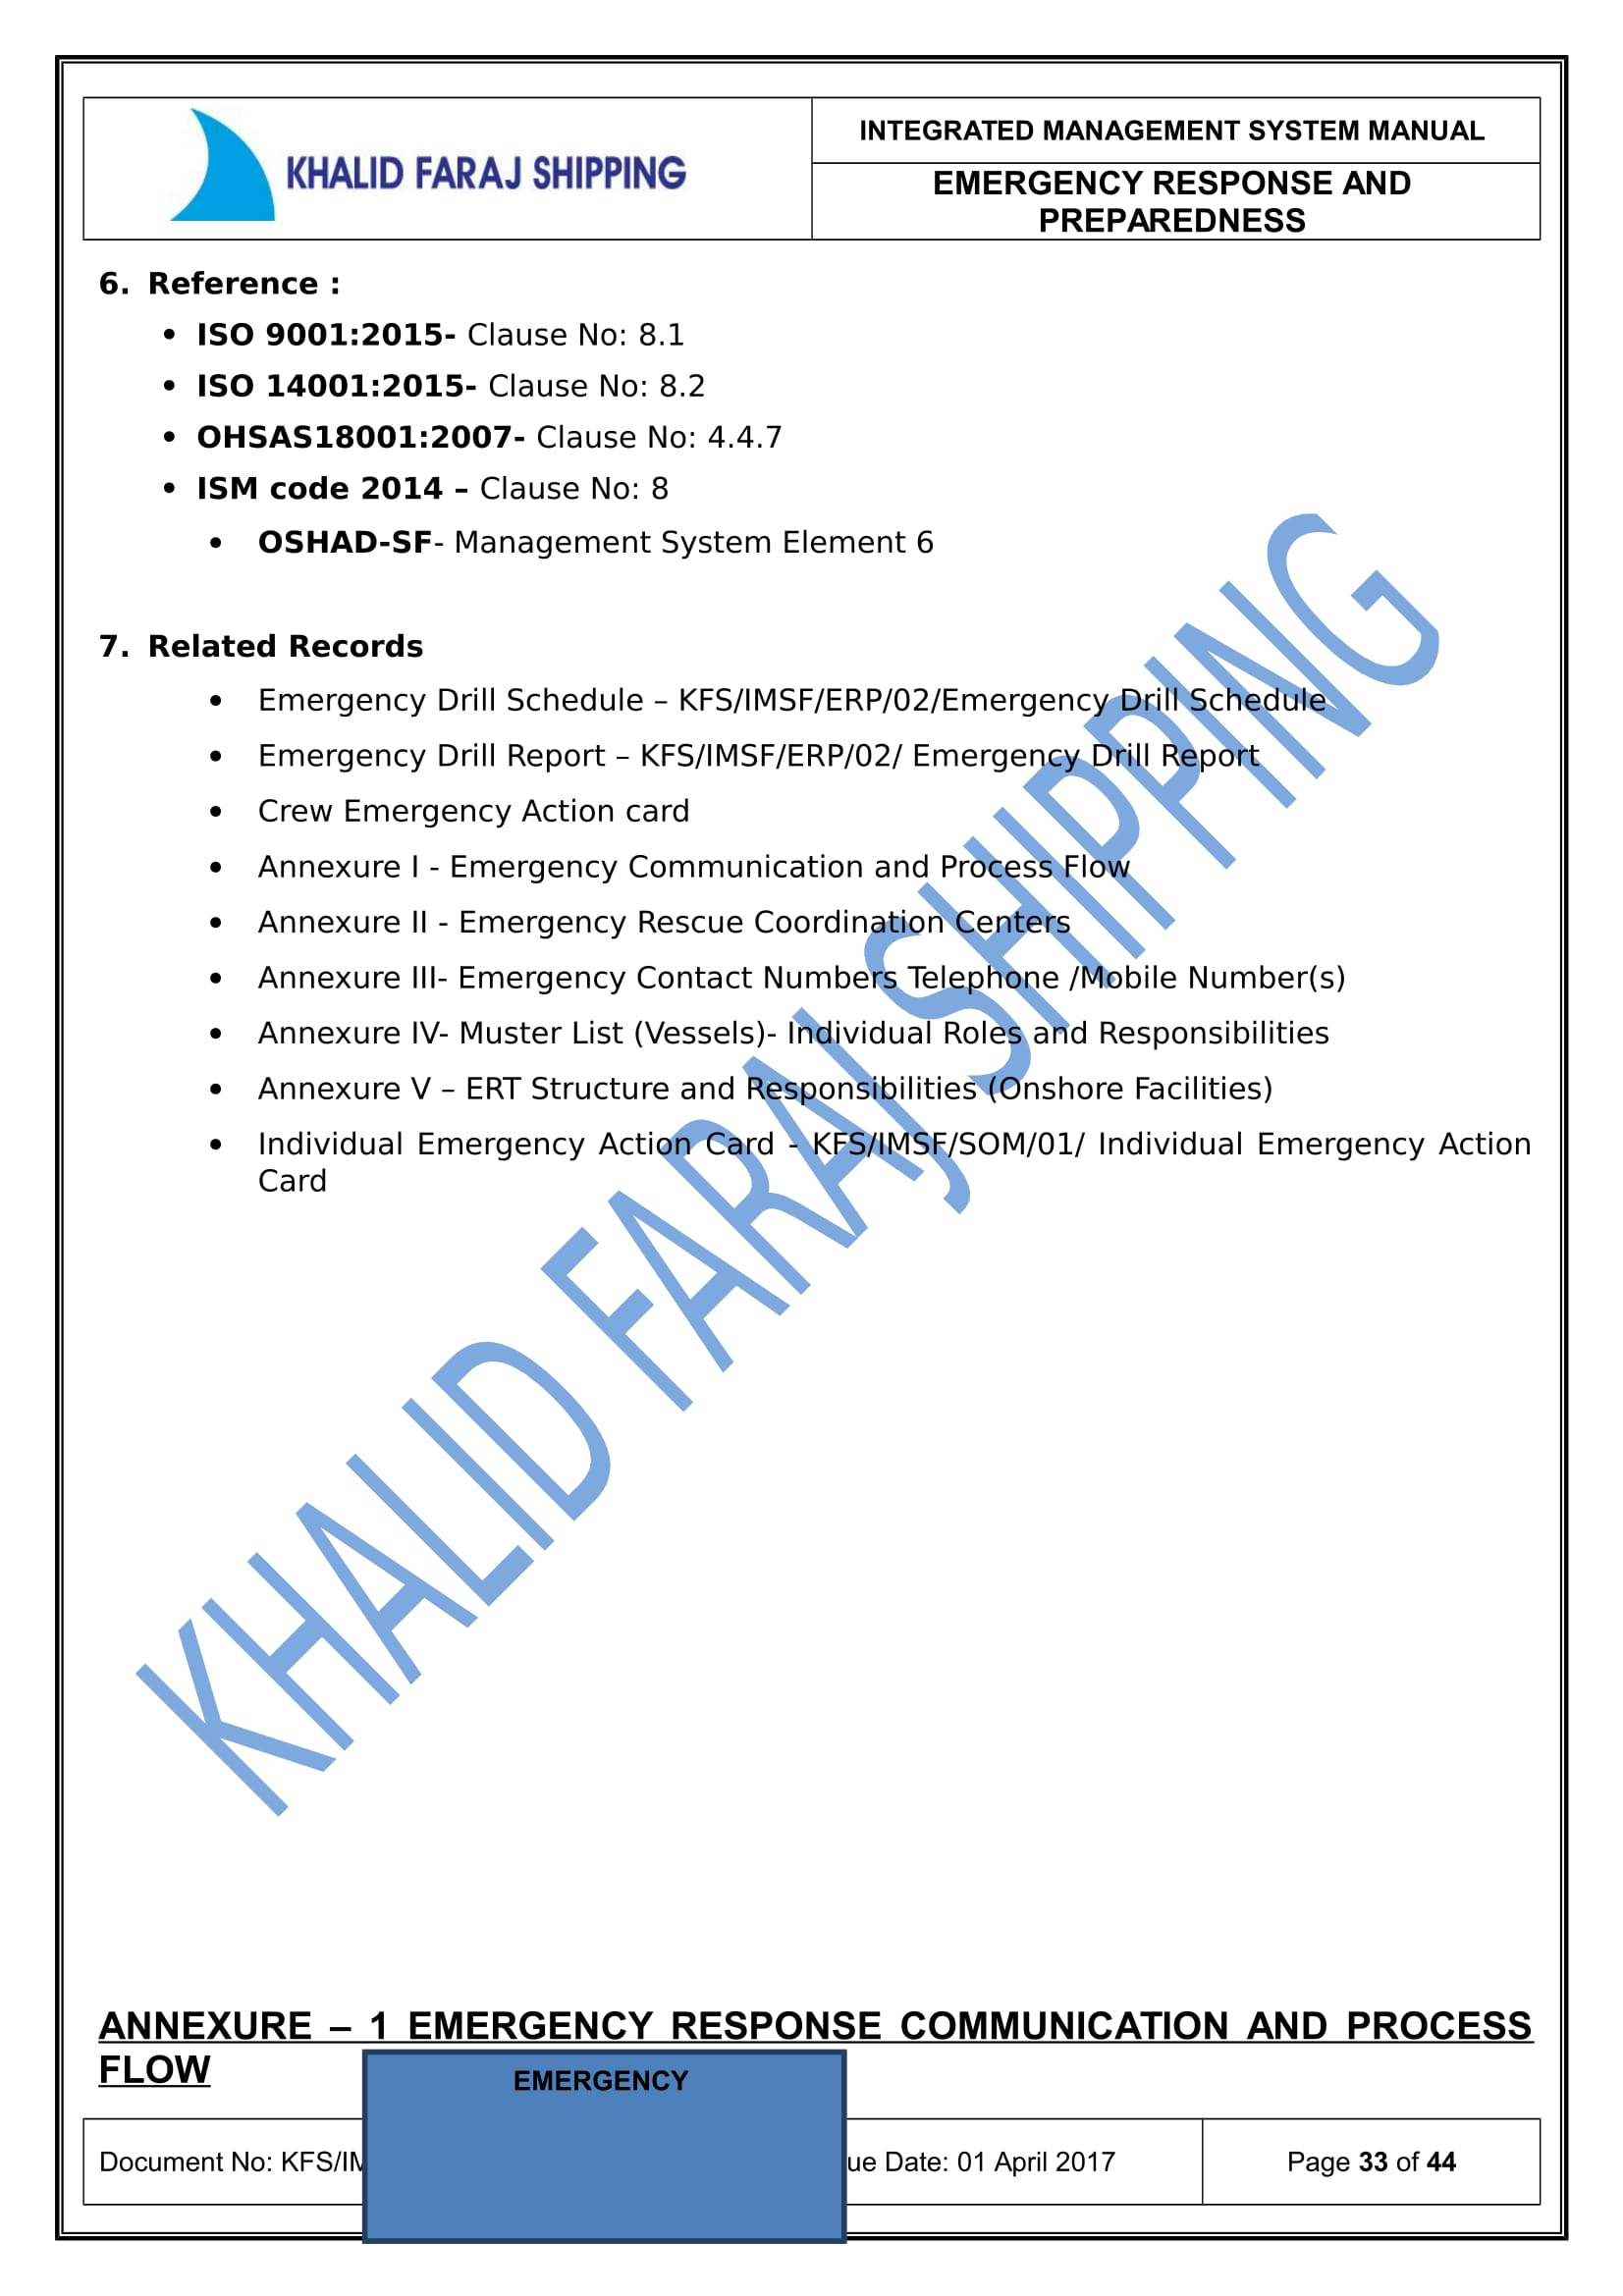 KHALID FARAJ SHIPPING
INTEGRATED MANAGEMENT SYSTEM MANUAL
EMERGENCY RESPONSE AND
PREPAREDNESS
6. Reference :
• ISO 9001:2015- Clause No: 8.1
• ISO 14001:2015- Clause No: 8.2
• OHSAS18001:2007- Clause No: 4.4.7
• ISM code 2014 – Clause No: 8
• OSHAD-SF- Management System Element 6
7. Related Records
• Emergency Drill Schedule – KFS/IMSF/ERP/02/Emergency Drill Schedule
• Emergency Drill Report – KFS/IMSF/ERP/02/ Emergency Drill Report
• Crew Emergency Action card
• Annexure I - Emergency Communication and Process Flow
• Annexure II - Emergency Rescue Coordination Centers
• Annexure III- Emergency Contact Numbers Telephone /Mobile Number(s)
• Annexure IV- Muster List (Vessels)- Individual Roles and Responsibilities
• Annexure V – ERT Structure and Responsibilities (Onshore Facilities)
• Individual Emergency Action Card - KFS/IMSF/SOM/01/ Individual Emergency Action
Card
KHALID FARAJ SHIPPING
ANNEXURE – 1 EMERGENCY RESPONSE COMMUNICATION AND PROCESS
FLOW
EMERGENCY
Document No: KFS/IM
ue Date: 01 April 2017
Page 33 of 44